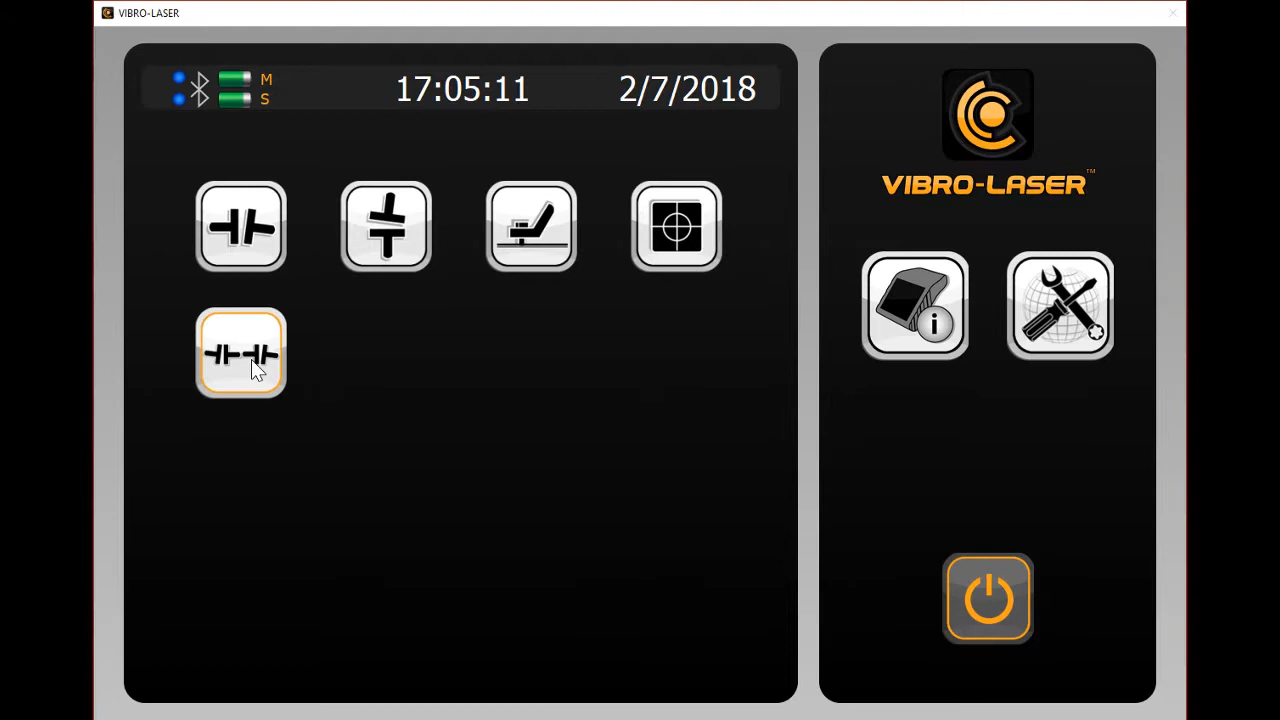 VIBRO-LASER
M
S
17:05:11
2/7/2018
VIBRO-LASER™
i